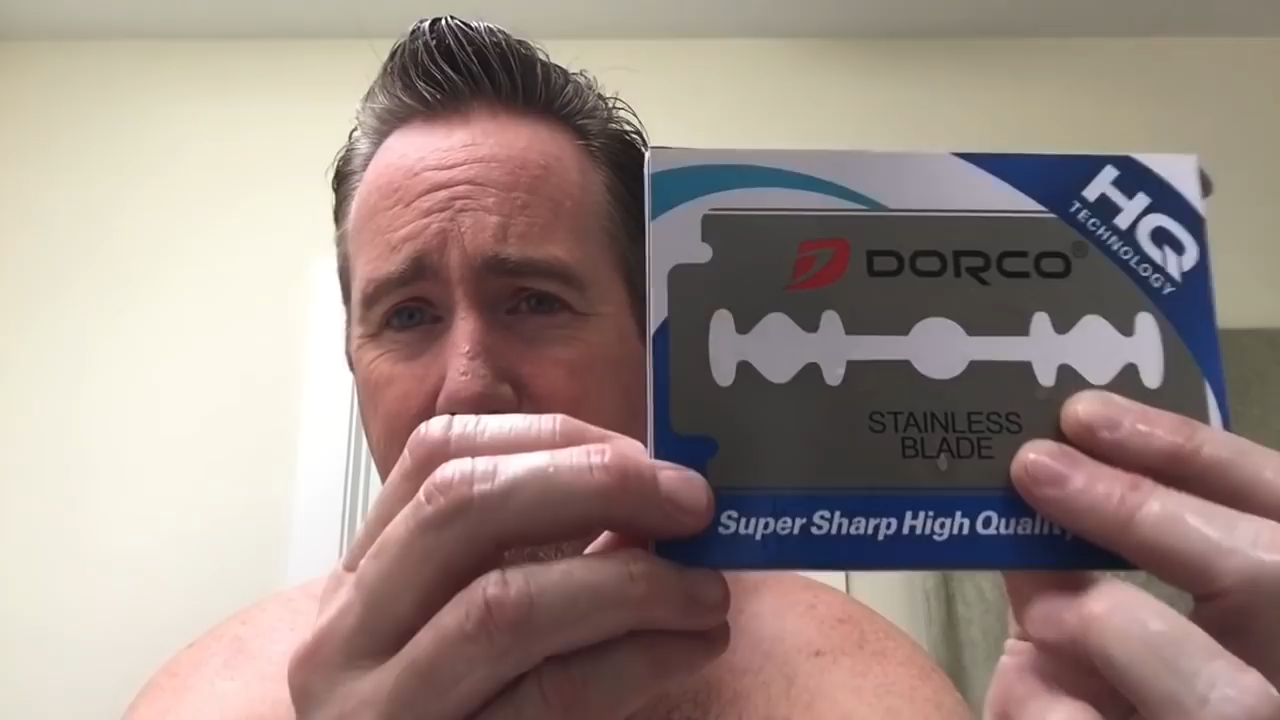 HQ
TECHNOLOGY
DORCO®
STAINLESS
BLADE
Super Sharp High Quality